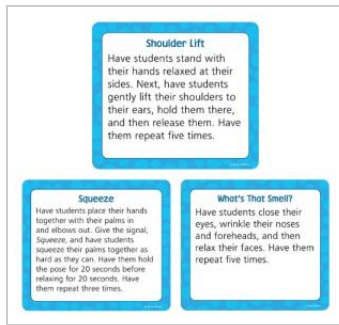 Shoulder Lift
Have students stand with
their hands relaxed at their
sides. Next, have students
gently lift their shoulders to
their ears, hold them there,
and then release them. Have
them repeat five times.
Squeeze
Have students place their hands
together with their palms in
and elbows out. Give the signal,
Squeeze, and have students
squeeze their palms together as
hard as they can. Have them hold
the pose for 20 seconds before
relaxing for 20 seconds. Have
them repeat three times.
What's That Smell?
Have students close their
eyes, wrinkle their noses
and foreheads, and then
relax their faces. Have them
repeat five times.